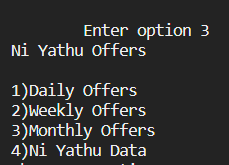 Enter option 3
Ni Yathu Offers
1)Daily Offers
2)Weekly Offers
3)Monthly Offers
4)Ni Yathu Data